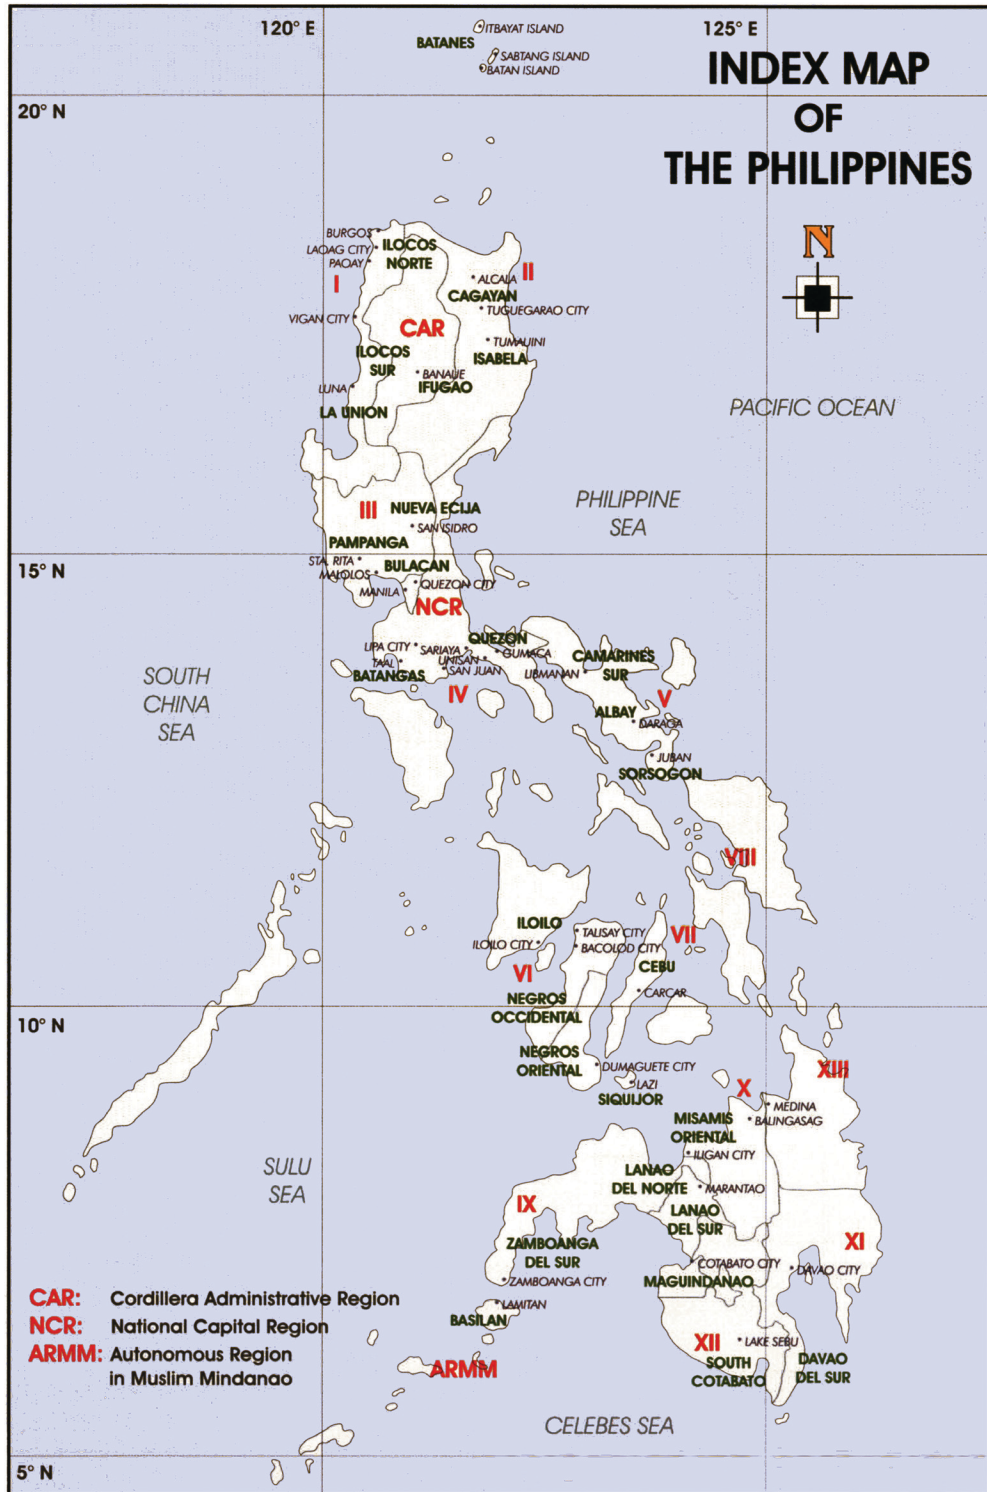 120° E
125° E
ITBAYAT ISLAND
BATANES
SABTANG ISLAND
BATAN ISLAND
INDEX MAP
OF
THE PHILIPPINES
20° N
N
BURGOS
LAOAG CITY
PAOAY
ILOCOS
NORTE
I
II
ALCALA
CAGAYAN
TUGUEGARAO CITY
VIGAN CITY
CAR
TUMAUINI
ISABELA
ILOCOS
SUR
BANAUE
IFUGAO
LUNA
LA UNION
PACIFIC OCEAN
PHILIPPINE
SEA
III
NUEVA ECIJA
SAN ISIDRO
PAMPANGA
15° N
STA. RITA
BULACAN
MALOLOS
QUEZON CITY
MANILA
NCR
QUEZON
LIPA CITY
SARIAYA
GUMACA
UNISAN
TAAL
SAN JUAN
BATANGAS
IV
CAMARINES
SUR
LIBMANAN
V
ALBAY
DARAGA
JUBAN
SORSOGON
SOUTH
CHINA
SEA
VIII
ILOILO
TALISAY CITY
VII
ILOILO CITY
BACOLOD CITY
VI
CEBU
CARCAR
NEGROS
OCCIDENTAL
10° N
NEGROS
ORIENTAL
DUMAGUETE CITY
LAZI
SIQUIJOR
XIII
X
MEDINA
BALINGASAG
MISAMIS
ORIENTAL
ILIGAN CITY
SULU
SEA
LANAO
DEL NORTE
MARANTAO
IX
LANAO
DEL SUR
XI
ZAMBOANGA
DEL SUR
COTABATO CITY
DAVAO CITY
ZAMBOANGA CITY
MAGUINDANAO
LAMITAN
BASILAN
XII
LAKE SEBU
SOUTH
COTABATO
DAVAO
DEL SUR
ARMM
CAR: Cordillera Administrative Region
NCR: National Capital Region
ARMM: Autonomous Region
in Muslim Mindanao
CELEBES SEA
5° N